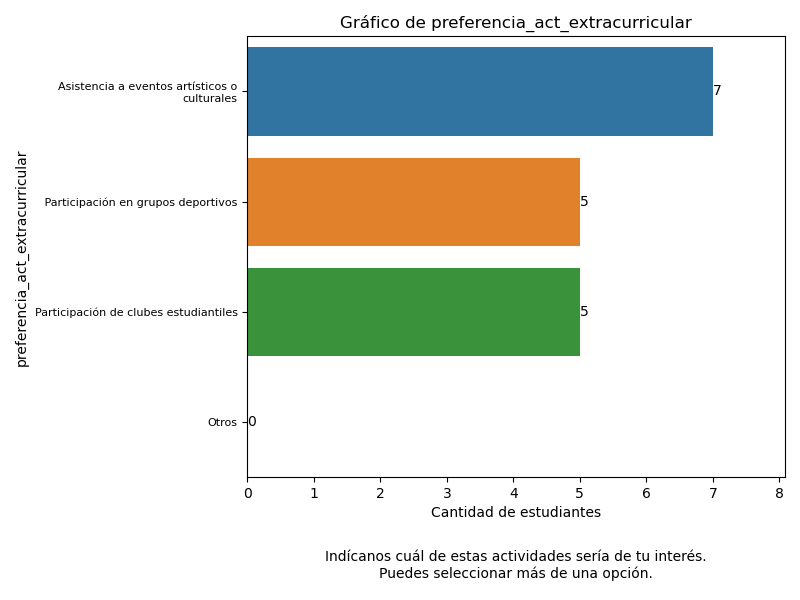 Gráfico de preferencia_act_extracurricular
preferencia_act_extracurricular
Asistencia a eventos artísticos o
culturales
7
Participación en grupos deportivos
5
Participación de clubes estudiantiles
5
Otros
0
0 1 2 3 4 5 6 7 8
Cantidad de estudiantes
Indícanos cuál de estas actividades sería de tu interés.
Puedes seleccionar más de una opción.